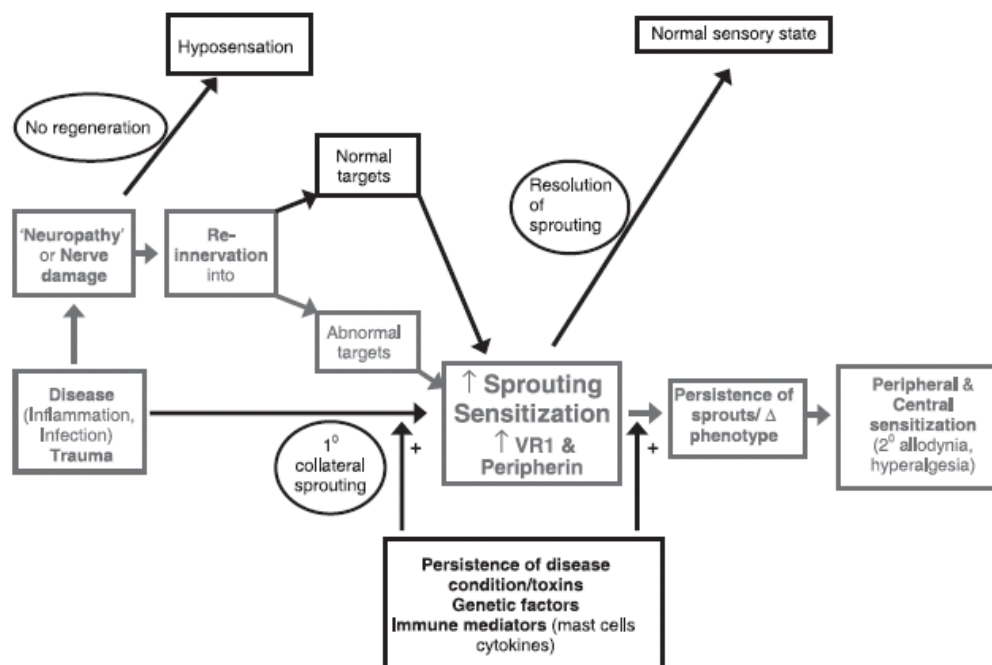 Hyposensation
Normal sensory state
No regeneration
Normal
targets
Resolution
of
sprouting
‘Neuropathy’
or Nerve
damage
Re-
innervation
into
Abnormal
targets
Disease
(Inflammation,
Infection)
Trauma
1⁰
collateral
sprouting
+
↑ Sprouting
Sensitization
↑ VR1 &
Peripherin
+
Persistence of
sprouts/ Δ
phenotype
Peripheral &
Central
sensitization
(2⁰ allodynia,
hyperalgesia)
Persistence of disease
condition/toxins
Genetic factors
Immune mediators (mast cells
cytokines)